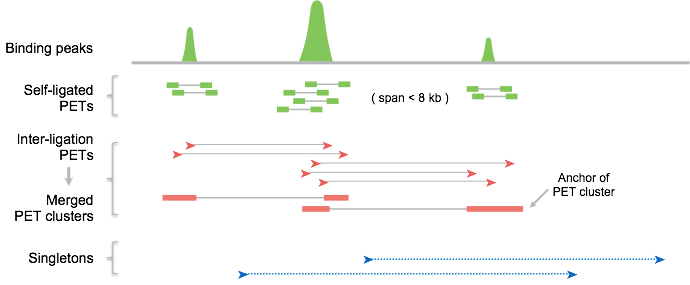 Binding peaks
Self-ligated
PETs
( span < 8 kb )
Inter-ligation
PETs
Merged
PET clusters
Anchor of
PET cluster
Singletons